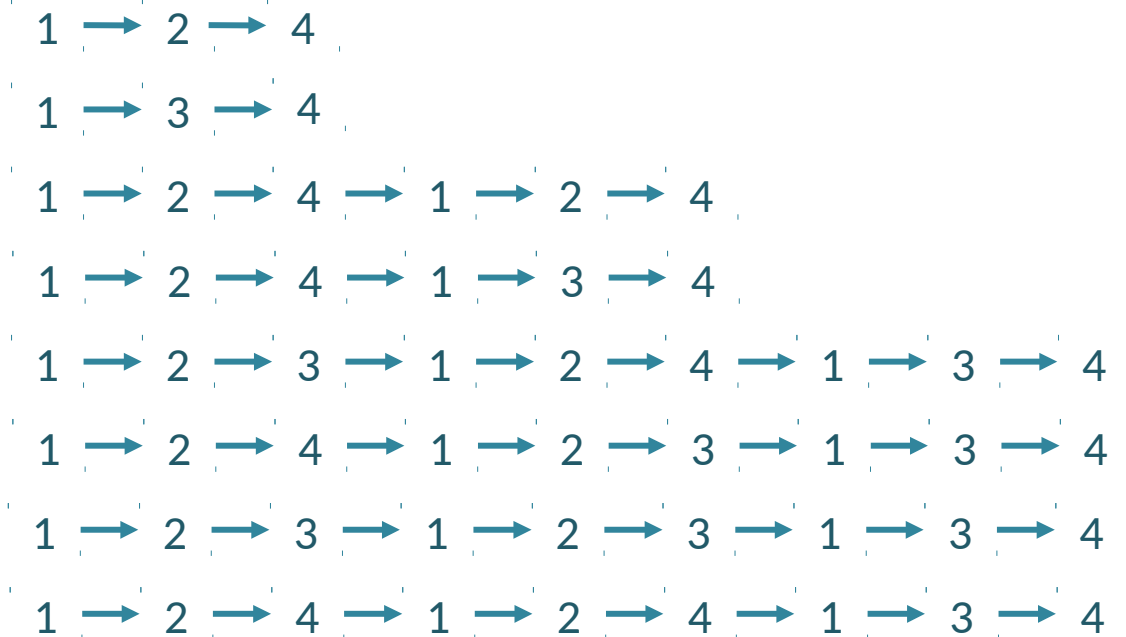 1 → 2 → 4
1 → 3 → 4
1 → 2 → 4 → 1 → 2 → 4
1 → 2 → 4 → 1 → 3 → 4
1 → 2 → 3 → 1 → 2 → 4 → 1 → 3 → 4
1 → 2 → 4 → 1 → 2 → 3 → 1 → 3 → 4
1 → 2 → 3 → 1 → 2 → 3 → 1 → 3 → 4
1 → 2 → 4 → 1 → 2 → 4 → 1 → 3 → 4